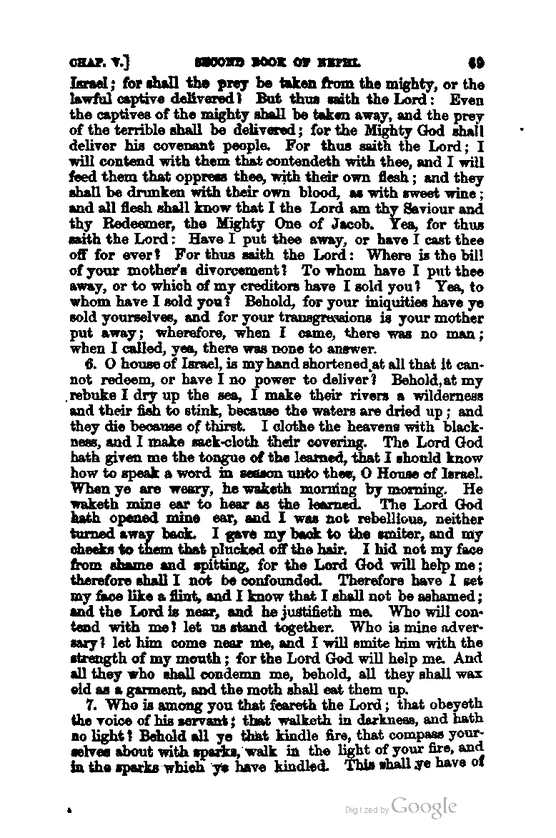 CHAP. V.] SECOND BOOK OF NEPHI. 69
Israel; for shall the prey be taken from the mighty, or the
lawful captive delivered? But thus saith the Lord: Even
the captives of the mighty shall be taken away, and the prey
of the terrible shall be delivered; for the Mighty God shall
deliver his covenant people. For thus saith the Lord; I
will contend with them that contendeth with thee, and I will
feed them that oppress thee, with their own flesh; and they
shall be drunken with their own blood, as with sweet wine;
and all flesh shall know that I the Lord am thy Saviour and
thy Redeemer, the Mighty One of Jacob. Yea, for thus
saith the Lord: Have I put thee away, or have I cast thee
off for ever? For thus saith the Lord: Where is the bill
of your mother's divorcement? To whom have I put thee
away, or to which of my creditors have I sold you? Yea, to
whom have I sold you? Behold, for your iniquities have ye
sold yourselves, and for your transgressions is your mother
put away; wherefore, when I came, there was no man;
when I called, yea, there was none to answer.
6. O house of Israel, is my hand shortened at all that it can-
not redeem, or have I no power to deliver? Behold, at my
rebuke I dry up the sea, I make their rivers a wilderness
and their fish to stink, because the waters are dried up; and
they die because of thirst. I clothe the heavens with black-
ness, and I make sack-cloth their covering. The Lord God
hath given me the tongue of the learned, that I should know
how to speak a word in season unto thee, O House of Israel.
When ye are weary, he waketh morning by morning. He
waketh mine ear to hear as the learned. The Lord God
hath opened mine ear, and I was not rebellious, neither
turned away back. I gave my back to the smiter, and my
cheeks to them that plucked off the hair. I hid not my face
from shame and spitting, for the Lord God will help me;
therefore shall I not be confounded. Therefore have I set
my face like a flint, and I know that I shall not be ashamed;
and the Lord is near, and he justifieth me. Who will con-
tend with me? let us stand together. Who is mine adver-
sary? let him come near me, and I will smite him with the
strength of my mouth; for the Lord God will help me. And
all they who shall condemn me, behold, all they shall wax
old as a garment, and the moth shall eat them up.
7. Who is among you that feareth the Lord; that obeyeth
the voice of his servant; that walketh in darkness, and hath
no light? Behold all ye that kindle fire, that compass your-
selves about with sparks, walk in the light of your fire, and
in the sparks which ye have kindled. This shall ye have of
Digitized by Google